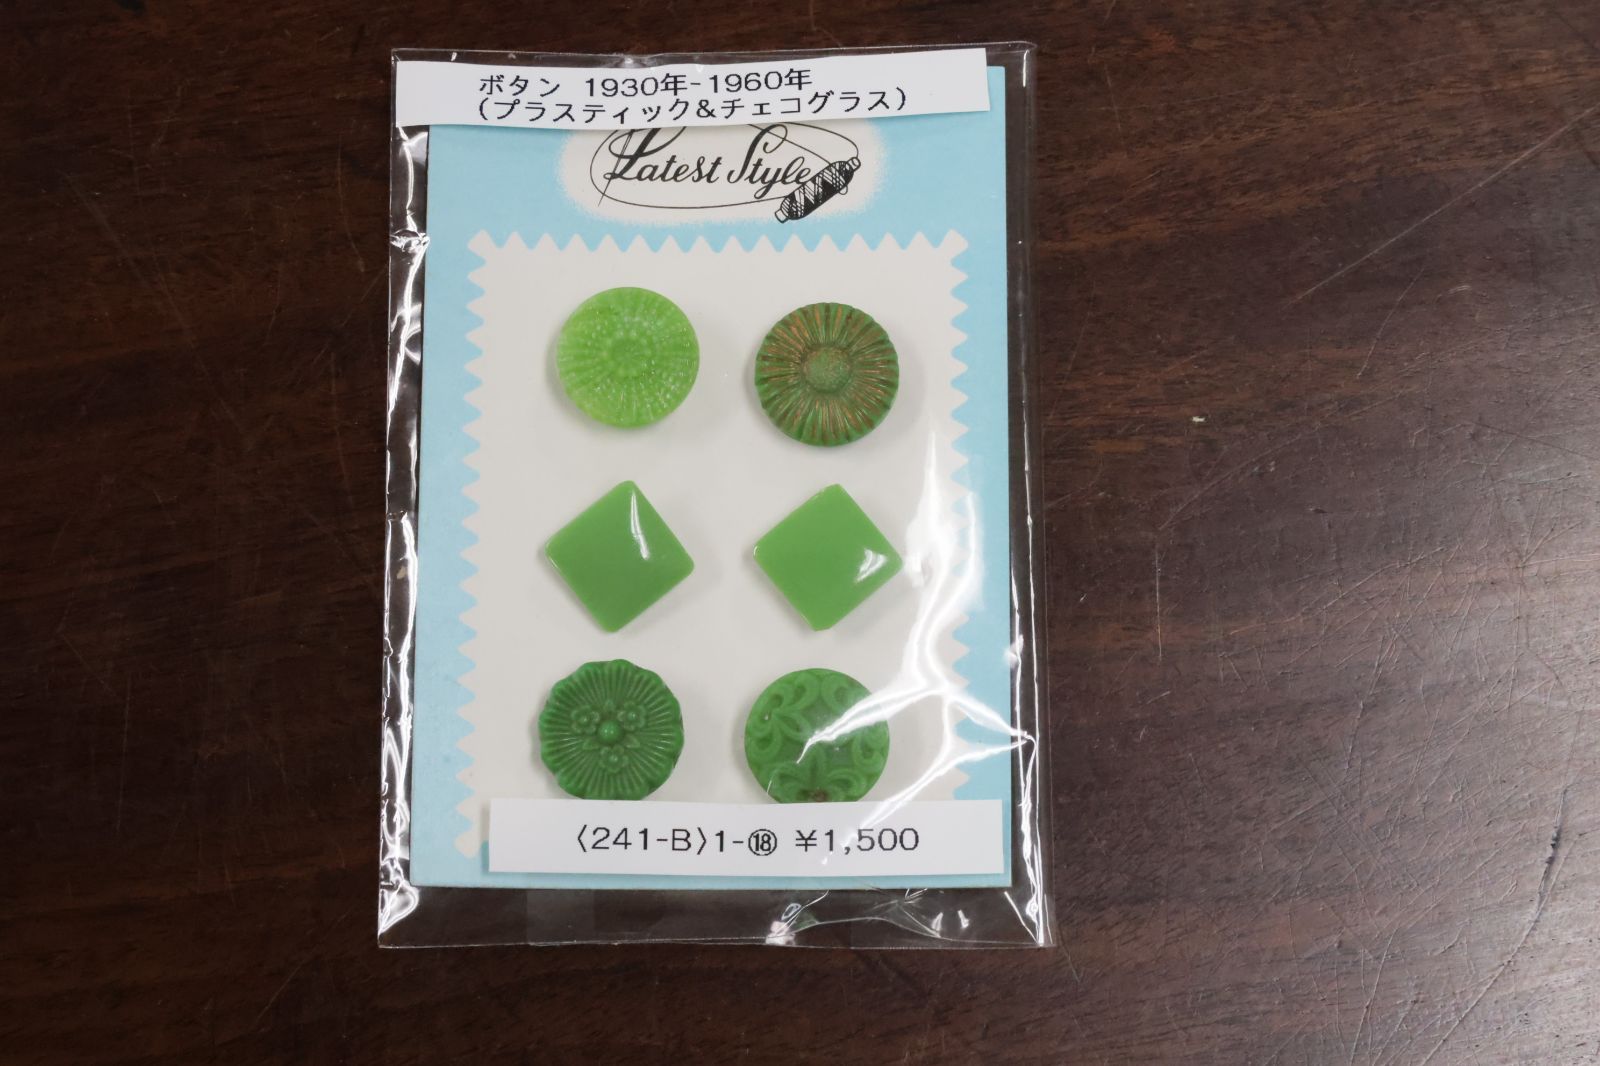 ボタン 1930年-1960年
(プラスティック&チェコグラス)
Latest Style
〈241-B〉1-⑱ ¥1,500